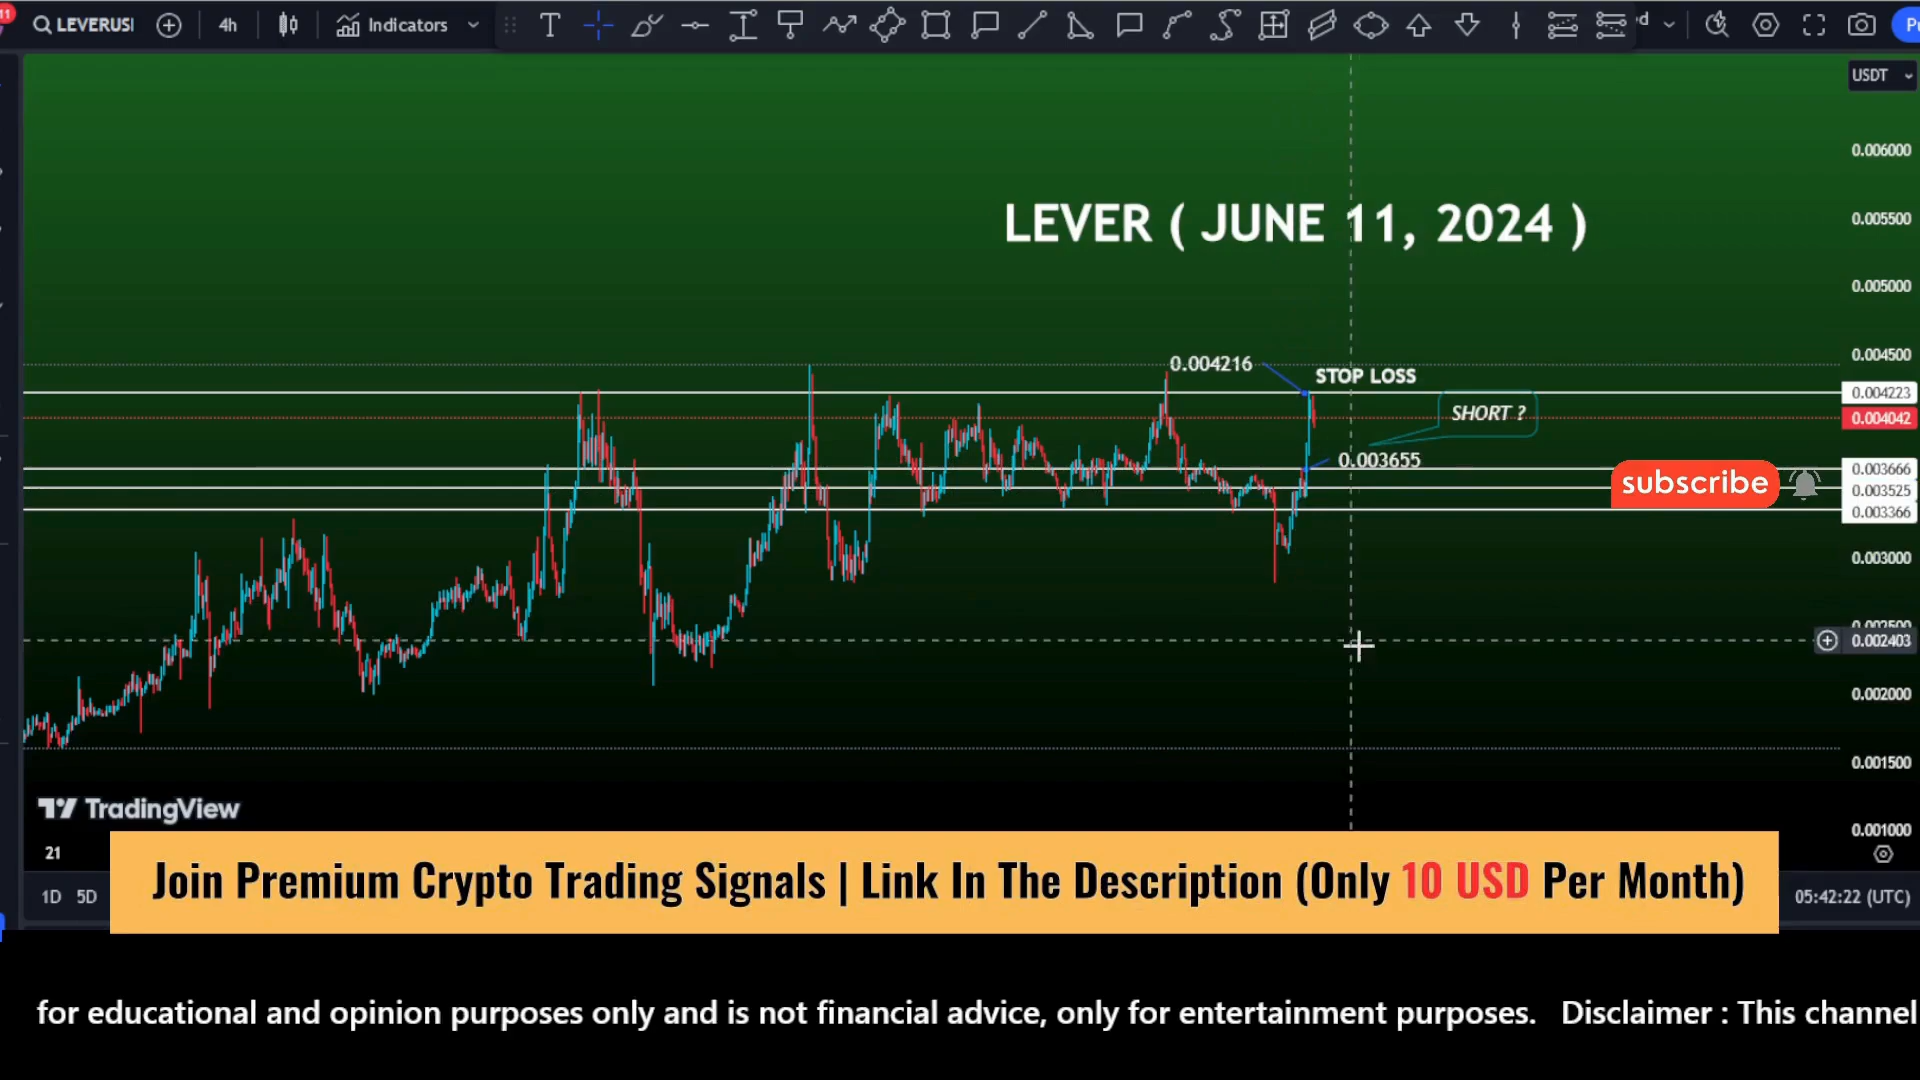 11
LEVERUSI
4h
Indicators
d
Pu
USDT
0.006000
LEVER ( JUNE 11, 2024 )
0.005500
0.005000
0.004500
0.004216
STOP LOSS
0.004223
SHORT ?
0.004042
0.003655
0.003666
subscribe
0.003525
0.003366
0.003000
0.002500
0.002403
0.002000
0.001500
TradingView
0.001000
21
Join Premium Crypto Trading Signals | Link In The Description (Only 10 USD Per Month)
1D 5D
05:42:22 (UTC)
for educational and opinion purposes only and is not financial advice, only for entertainment purposes. Disclaimer : This channel